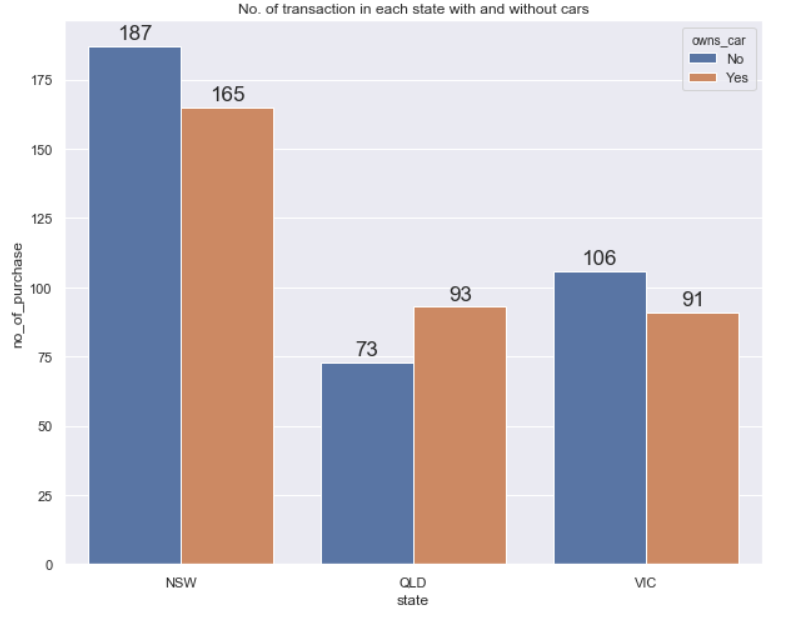 No. of transaction in each state with and without cars
owns_car
No
Yes
187
165
73
93
106
91
175
150
125
100
75
50
25
0
no_of_purchase
NSW
QLD
VIC
state